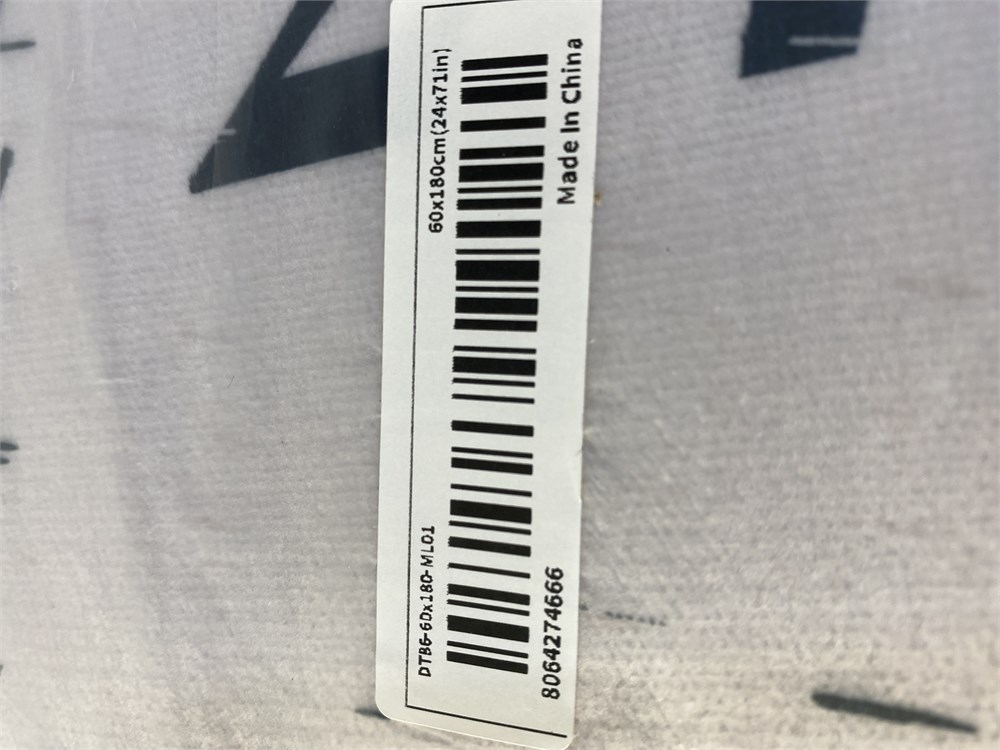 DTB6-60x180-ML01
60x180cm(24x71in)
8064274666
Made In China